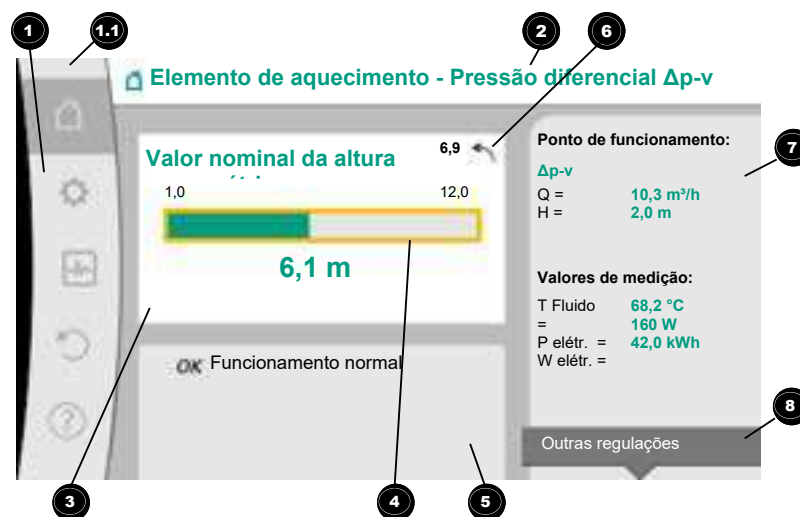 1
1.1
2
6
Elemento de aquecimento - Pressão diferencial Δp-v
Valor nominal da altura
6,9
1,0
12,0
6,1 m
OK Funcionamento normal
Ponto de funcionamento:
7
Δp-v
Q = 10,3 m³/h
H = 2,0 m
Valores de medição:
T Fluido 68,2 °C
= 160 W
P elétr. = 42,0 kWh
W elétr. =
8
Outras regulações
3
4
5